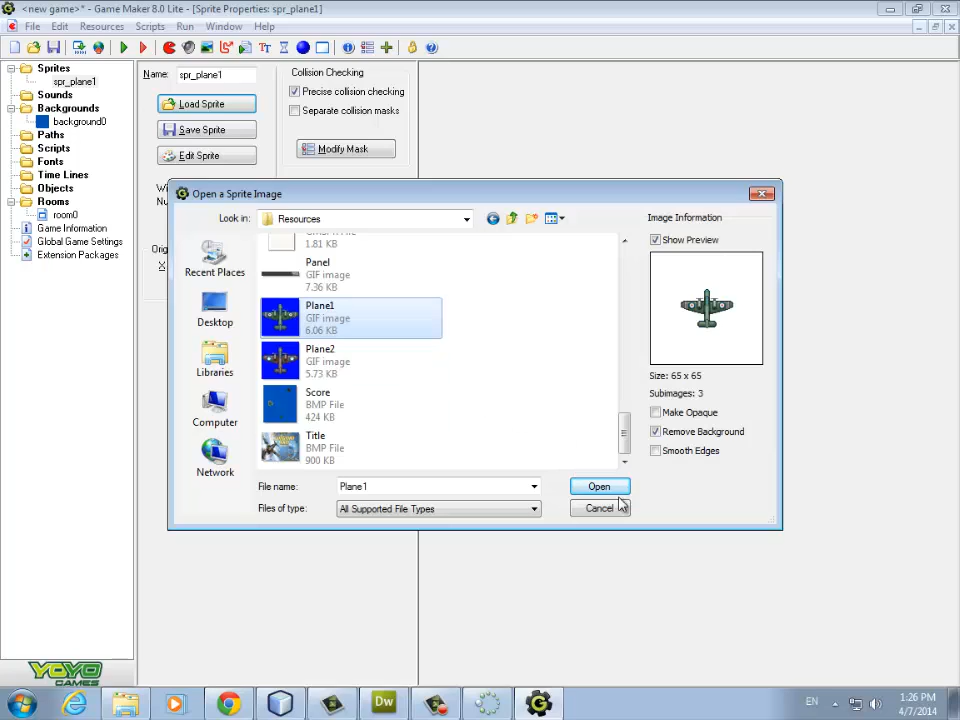 <new game>* - Game Maker 8.0 Lite - [Sprite Properties: spr_plane1]
File Edit Resources Scripts Run Window Help
Sprites
spr_plane1
Sounds
Backgrounds
background0
Paths
Scripts
Fonts
Time Lines
Objects
Rooms
room0
Game Information
Global Game Settings
Extension Packages
YOYO
GAMES
Name: spr_plane1
Load Sprite
Save Sprite
Edit Sprite
Collision Checking
Precise collision checking
Separate collision masks
Modify Mask
Wi
Nu
Orig
X
Open a Sprite Image
Look in: Resources
Recent Places
Desktop
Libraries
Computer
Network
1.81 KB
Panel
GIF image
7.36 KB
Plane1
GIF image
6.06 KB
Plane2
GIF image
5.73 KB
Score
BMP File
424 KB
Title
BMP File
900 KB
File name: Plane1
Open
Files of type: All Supported File Types
Cancel
Image Information
Show Preview
Size: 65 x 65
Subimages: 3
Make Opaque
Remove Background
Smooth Edges
Dw
EN
1:26 PM
4/7/2014